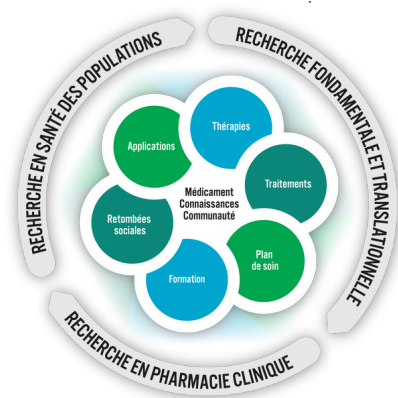 RECHERCHE EN SANTÉ DES POPULATIONS
RECHERCHE FONDAMENTALE ET TRANSLATIONNELLE
RECHERCHE EN PHARMACIE CLINIQUE
Thérapies
Traitements
Plan
de soin
Formation
Retombées
sociales
Applications
Médicament
Connaissances
Communauté